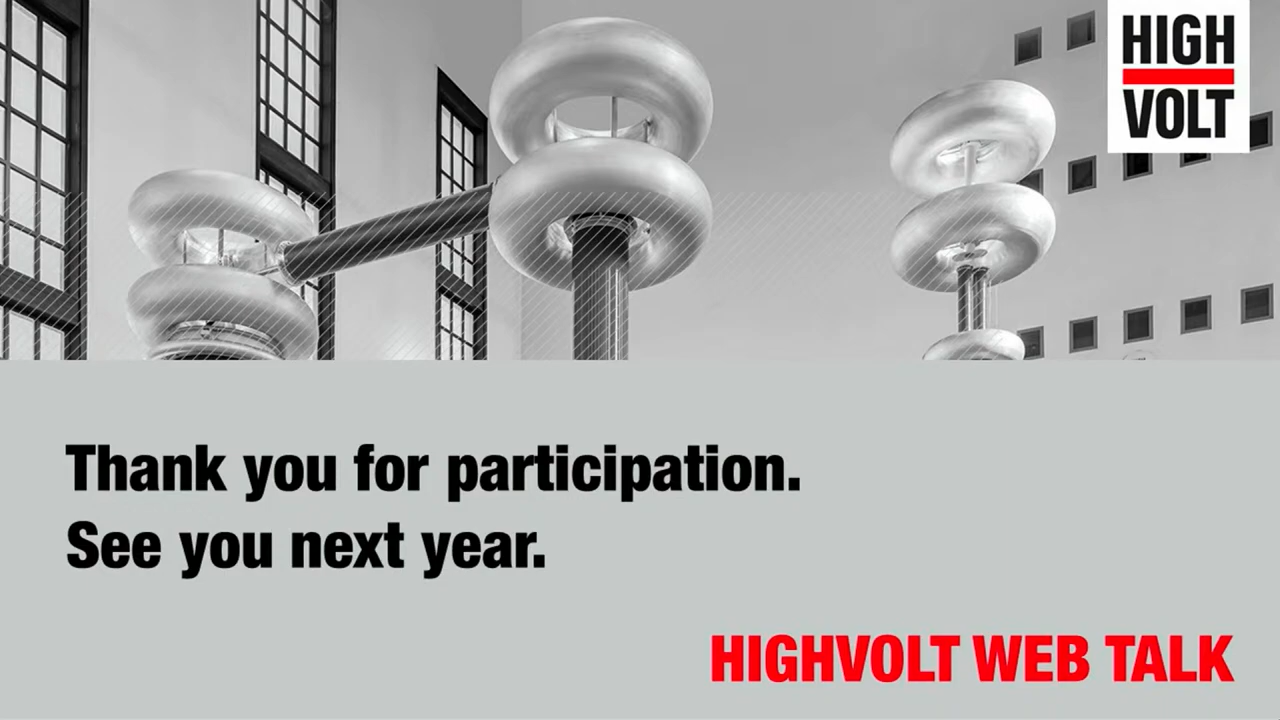 HIGH
VOLT
Thank you for participation.
See you next year.
HIGHVOLT WEB TALK